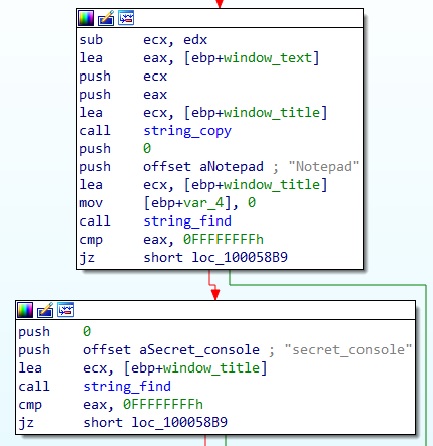 sub ecx, edx
lea eax, [ebp+window_text]
push ecx
push eax
lea ecx, [ebp+window_title]
call string_copy
push 0
push offset aNotepad ; "Notepad"
lea ecx, [ebp+window_title]
mov [ebp+var_4], 0
call string_find
cmp eax, 0FFFFFFFFh
jz short loc_100058B9
push 0
push offset aSecret_console ; "secret_console"
lea ecx, [ebp+window_title]
call string_find
cmp eax, 0FFFFFFFFh
jz short loc_100058B9